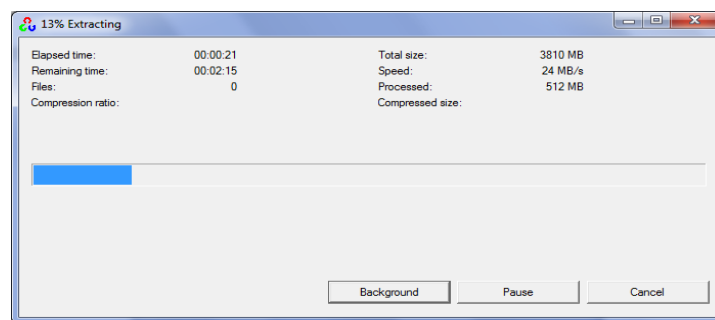 13% Extracting
Elapsed time: 00:00:21 Total size: 3810 MB
Remaining time: 00:02:15 Speed: 24 MB/s
Files: 0 Processed: 512 MB
Compression ratio: Compressed size:
Background Pause Cancel